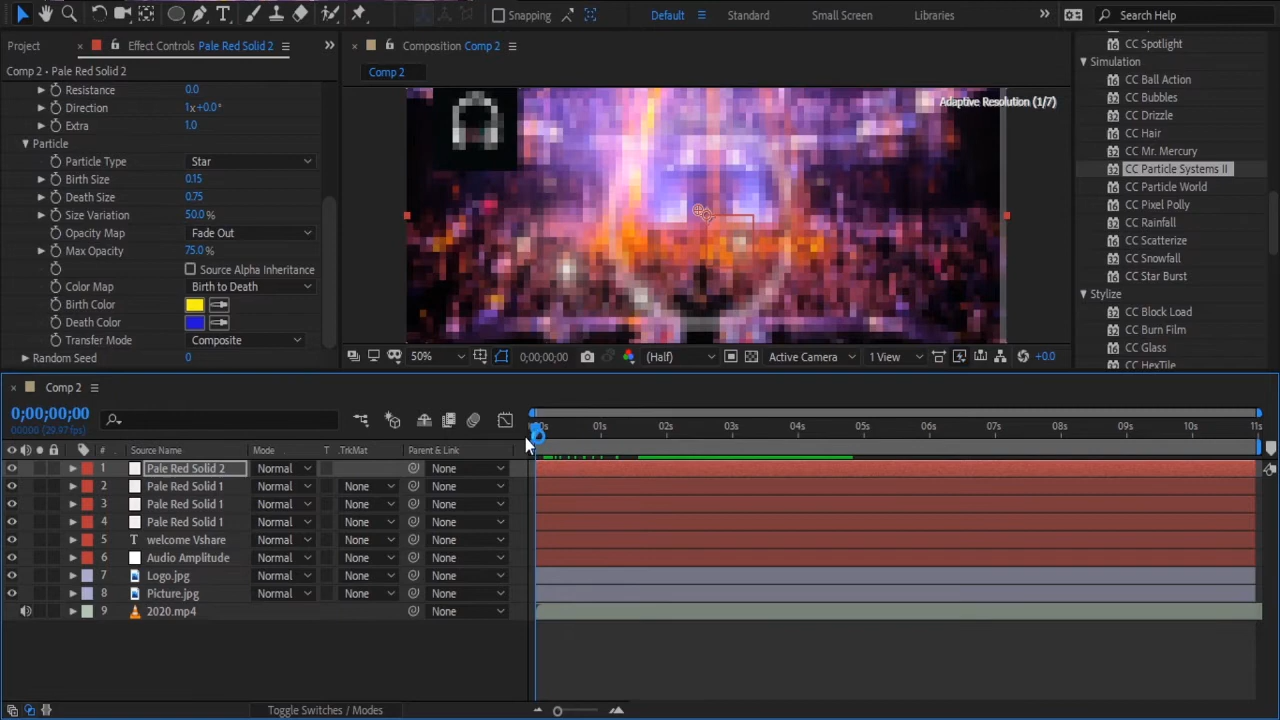 Snapping
Default
Standard
Small Screen
Libraries
Search Help
Project
Effect Controls Pale Red Solid 2
Comp 2 • Pale Red Solid 2
Resistance 0.0
Direction 1x+0.0°
Extra 1.0
Particle
Particle Type Star
Birth Size 0.15
Death Size 0.75
Size Variation 50.0 %
Opacity Map Fade Out
Max Opacity 75.0 %
Source Alpha Inheritance
Color Map Birth to Death
Birth Color
Death Color
Transfer Mode Composite
Random Seed 0
Composition Comp 2
Comp 2
Adaptive Resolution (1/7)
50% 0;00;00;00 (Half) Active Camera 1 View +0.0
CC Spotlight
Simulation
CC Ball Action
CC Bubbles
CC Drizzle
CC Hair
CC Mr. Mercury
CC Particle Systems II
CC Particle World
CC Pixel Polly
CC Rainfall
CC Scatterize
CC Snowfall
CC Star Burst
Stylize
CC Block Load
CC Burn Film
CC Glass
CC HexTile
Comp 2
0;00;00;00
00000 (29.97 fps)
01s 02s 03s 04s 05s 06s 07s 08s 09s 10s 11s
# Source Name Mode T .TrkMat Parent & Link
1 Pale Red Solid 2 Normal None
2 Pale Red Solid 1 Normal None None
3 Pale Red Solid 1 Normal None None
4 Pale Red Solid 1 Normal None None
5 T welcome Vshare Normal None None
6 Audio Amplitude Normal None None
7 Logo.jpg Normal None None
8 Picture.jpg Normal None None
9 2020.mp4 None
Toggle Switches / Modes